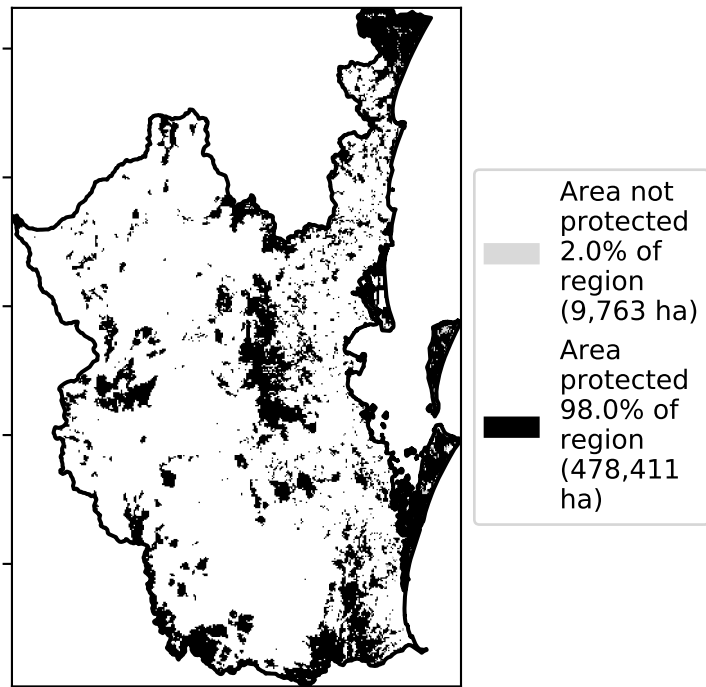 Area not
protected
2.0% of
region
(9,763 ha)
Area
protected
98.0% of
region
(478,411
ha)